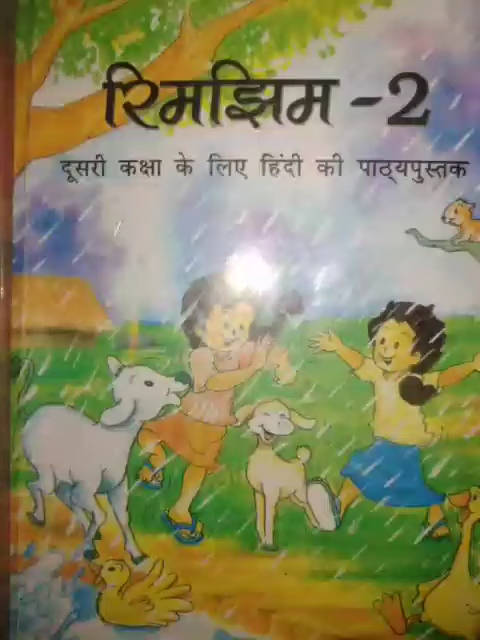 रिमझिम -2
दूसरी कक्षा के लिए हिंदी की पाठ्यपुस्तक